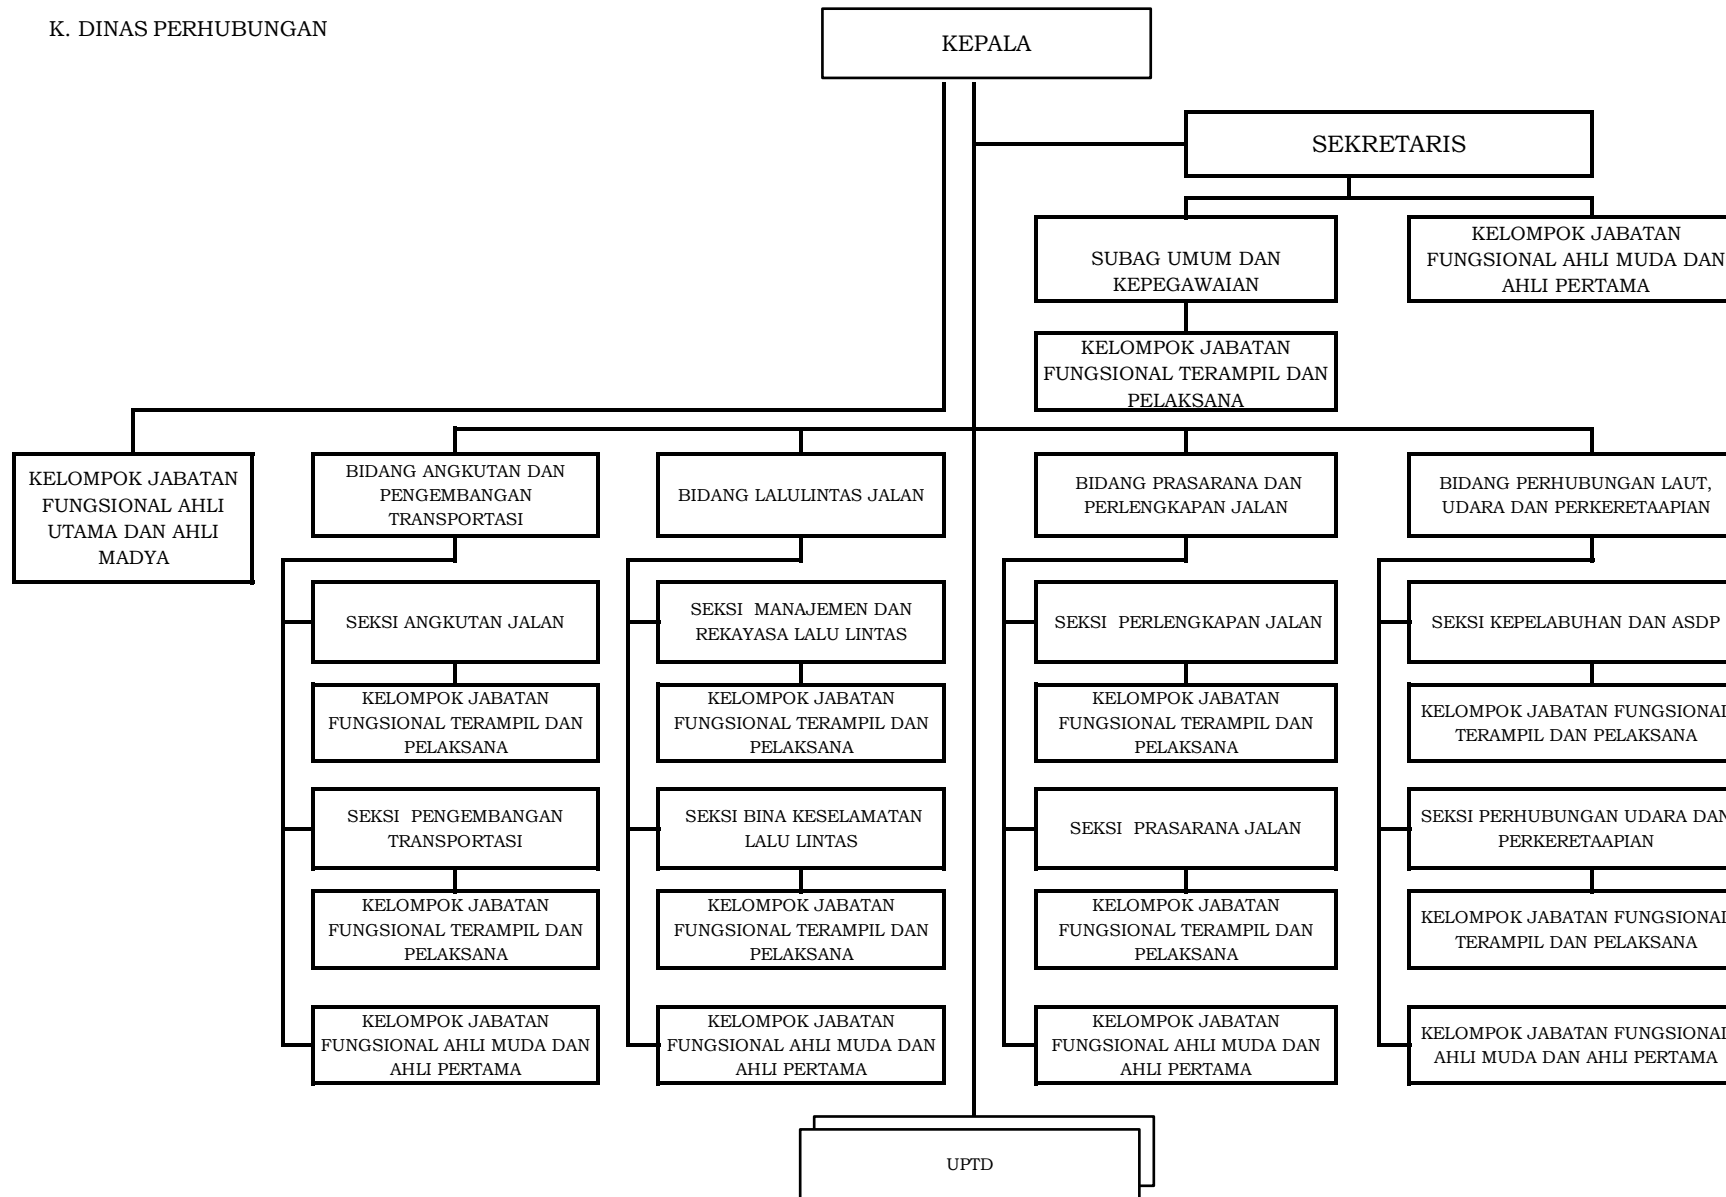 K. DINAS PERHUBUNGAN
KEPALA
SEKRETARIS
SUBAG UMUM DAN
KEPEGAWAIAN
KELOMPOK JABATAN
FUNGSIONAL AHLI MUDA DAN
AHLI PERTAMA
KELOMPOK JABATAN
FUNGSIONAL TERAMPIL DAN
PELAKSANA
KELOMPOK JABATAN
FUNGSIONAL AHLI
UTAMA DAN AHLI
MADYA
BIDANG ANGKUTAN DAN
PENGEMBANGAN
TRANSPORTASI
BIDANG LALULINTAS JALAN
BIDANG PRASARANA DAN
PERLENGKAPAN JALAN
BIDANG PERHUBUNGAN LAUT,
UDARA DAN PERKERETAAPIAN
SEKSI ANGKUTAN JALAN
SEKSI  MANAJEMEN DAN
REKAYASA LALU LINTAS
SEKSI  PERLENGKAPAN JALAN
SEKSI KEPELABUHAN DAN ASDP
KELOMPOK JABATAN
FUNGSIONAL TERAMPIL DAN
PELAKSANA
KELOMPOK JABATAN
FUNGSIONAL TERAMPIL DAN
PELAKSANA
KELOMPOK JABATAN
FUNGSIONAL TERAMPIL DAN
PELAKSANA
KELOMPOK JABATAN FUNGSIONAL
TERAMPIL DAN PELAKSANA
SEKSI  PENGEMBANGAN
TRANSPORTASI
SEKSI BINA KESELAMATAN
LALU LINTAS
SEKSI  PRASARANA JALAN
SEKSI PERHUBUNGAN UDARA DAN
PERKERETAAPIAN
KELOMPOK JABATAN
FUNGSIONAL TERAMPIL DAN
PELAKSANA
KELOMPOK JABATAN
FUNGSIONAL TERAMPIL DAN
PELAKSANA
KELOMPOK JABATAN
FUNGSIONAL TERAMPIL DAN
PELAKSANA
KELOMPOK JABATAN FUNGSIONAL
TERAMPIL DAN PELAKSANA
KELOMPOK JABATAN
FUNGSIONAL AHLI MUDA DAN
AHLI PERTAMA
KELOMPOK JABATAN
FUNGSIONAL AHLI MUDA DAN
AHLI PERTAMA
KELOMPOK JABATAN
FUNGSIONAL AHLI MUDA DAN
AHLI PERTAMA
KELOMPOK JABATAN FUNGSIONAL
AHLI MUDA DAN AHLI PERTAMA
UPTD